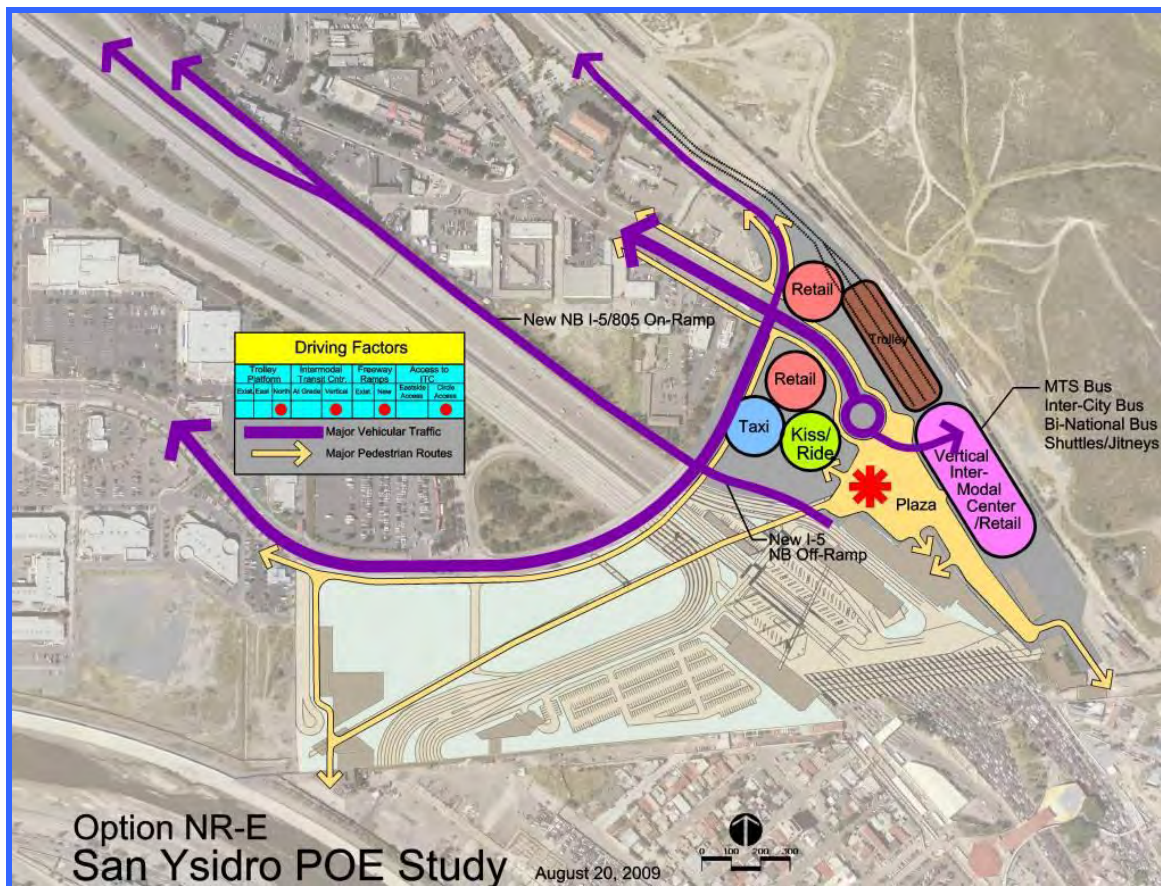 Retail
Trolley
New NB I-5/805 On-Ramp
Driving Factors
Trolley Platform
Intermodal Transit Cntr.
Freeway Ramps
Access to ITC
Exist.
East
North
At Grade
Vertical
Exist.
New
Eastside Access
Circle Access
Major Vehicular Traffic
Major Pedestrian Routes
Retail
Taxi
Kiss/
Ride
MTS Bus
Inter-City Bus
Bi-National Bus
Shuttles/Jitneys
Vertical
Inter-
Modal
Center
/Retail
Plaza
New I-5
NB Off-Ramp
Option NR-E
San Ysidro POE Study
August 20, 2009
0 100 200 300